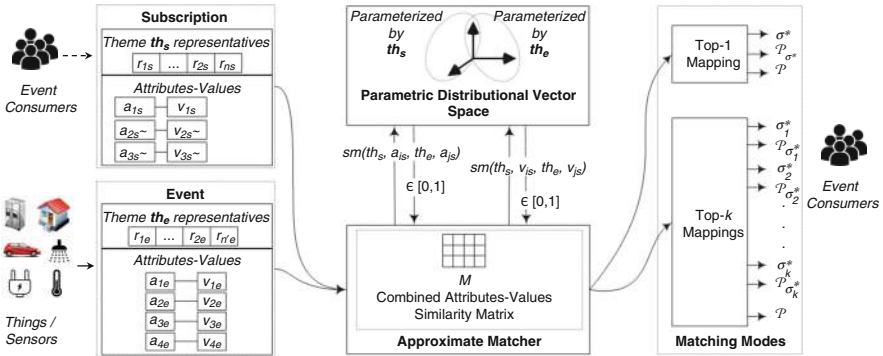 Subscription
Theme th_s representatives
r_1s ... r_2s r_ns
Attributes-Values
a_1s v_1s
a_2s~ v_2s~
a_3s~ v_3s~
Event
Consumers
Event
Theme th_e representatives
r_1e ... r_2e r_n'e
Attributes-Values
a_1e v_1e
a_2e v_2e
a_3e v_3e
a_4e v_4e
Things /
Sensors
Parameterized
by
th_s
Parameterized
by
th_e
Parametric Distributional Vector
Space
sm(th_s, a_is, th_e, a_js)
∈ [0,1]
sm(th_s, v_is, th_e, v_js)
∈ [0,1]
M
Combined Attributes-Values
Similarity Matrix
Approximate Matcher
Top-1
Mapping
σ*
P_σ*
P
Top-k
Mappings
σ*_1
P_σ*_1
σ*_2
P_σ*_2
.
.
.
σ*_k
P_σ*_k
P
Matching Modes
Event
Consumers